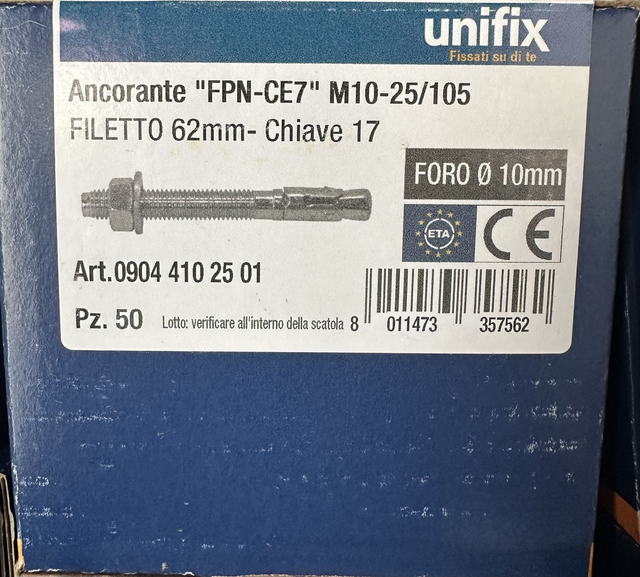 unifix
Fissati su di te
Ancorante "FPN-CE7" M10-25/105
FILETTO 62mm- Chiave 17
FORO Ø 10mm
ETA CE
Art.0904 410 25 01
Pz. 50 Lotto: verificare all'interno della scatola 8 011473 357562